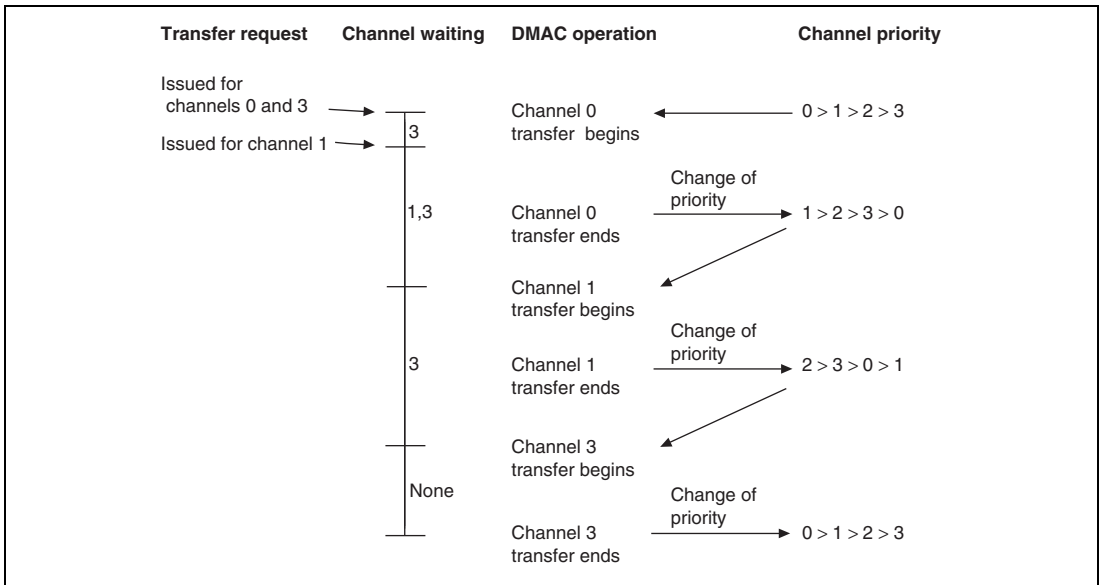 Transfer request Channel waiting DMAC operation Channel priority
Issued for
channels 0 and 3
3
Issued for channel 1
Channel 0
transfer begins
0 > 1 > 2 > 3
1,3
Channel 0
transfer ends
Change of
priority
1 > 2 > 3 > 0
Channel 1
transfer begins
3
Channel 1
transfer ends
Change of
priority
2 > 3 > 0 > 1
Channel 3
transfer begins
None
Channel 3
transfer ends
Change of
priority
0 > 1 > 2 > 3